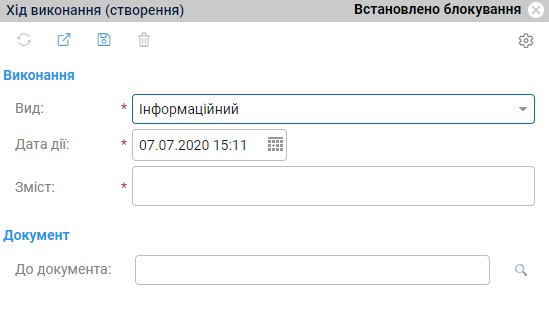 Хід виконання (створення) Встановлено блокування
Виконання
Вид: * Інформаційний
Дата дії: * 07.07.2020 15:11
Зміст: *
Документ
До документа: